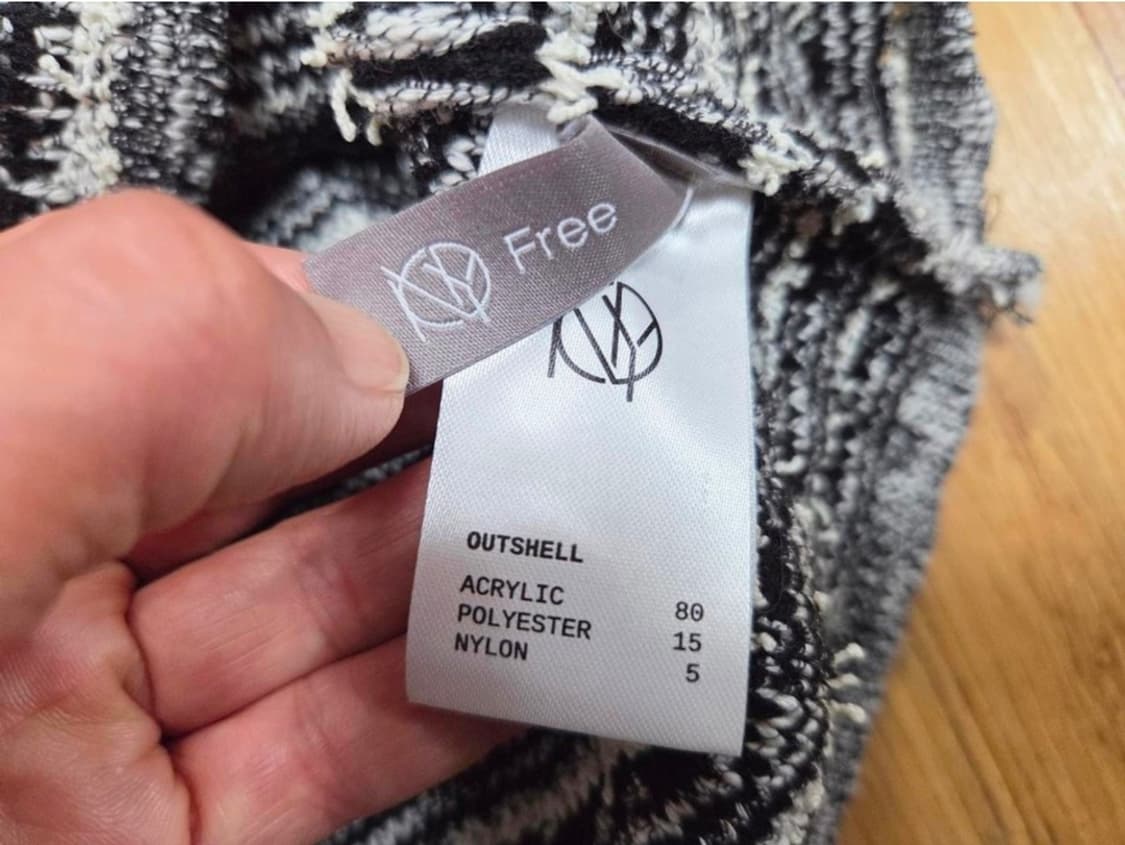 Free
OUTSHELL
ACRYLIC 80
POLYESTER 15
NYLON 5